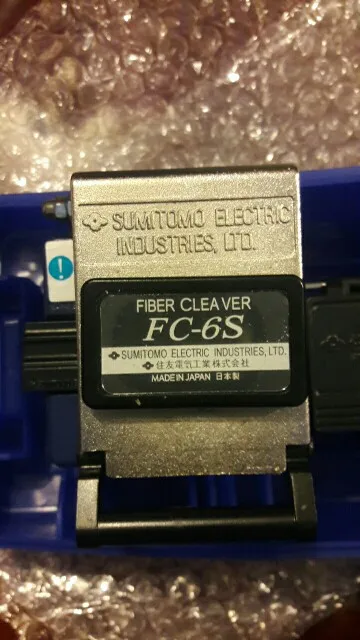 SUMITOMO ELECTRIC
INDUSTRIES, LTD.
FIBER CLEAVER
FC-6S
SUMITOMO ELECTRIC INDUSTRIES, LTD.
住友電気工業株式会社
MADE IN JAPAN 日本製